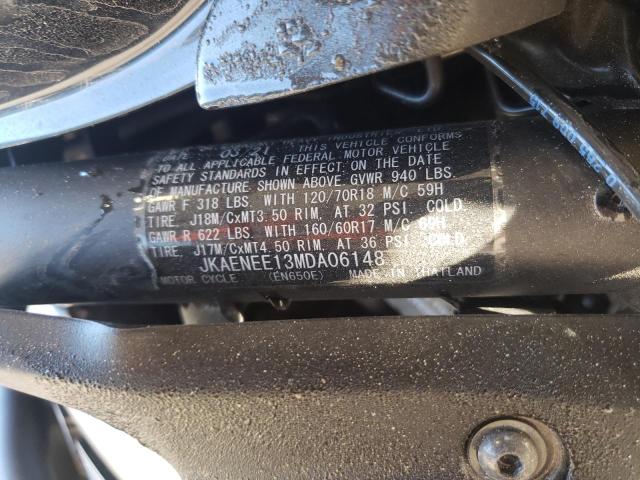 DATE 03/21
THIS VEHICLE CONFORMS
TO ALL APPLICABLE FEDERAL MOTOR VEHICLE
SAFETY STANDARDS IN EFFECT ON THE DATE
OF MANUFACTURE SHOWN ABOVE. GVWR 940 LBS.
GAWR F 318 LBS. WITH 120/70R18 M/C 59H
TIRE, J18M/CxMT3.50 RIM, AT 32 PSI. COLD.
GAWR R 622 LBS. WITH 160/60R17 M/C 69H
TIRE, J17M/CxMT4.50 RIM, AT 36 PSI. COLD.
JKAENEE13MDA06148
MOTOR CYCLE (EN650E) MADE IN THAILAND